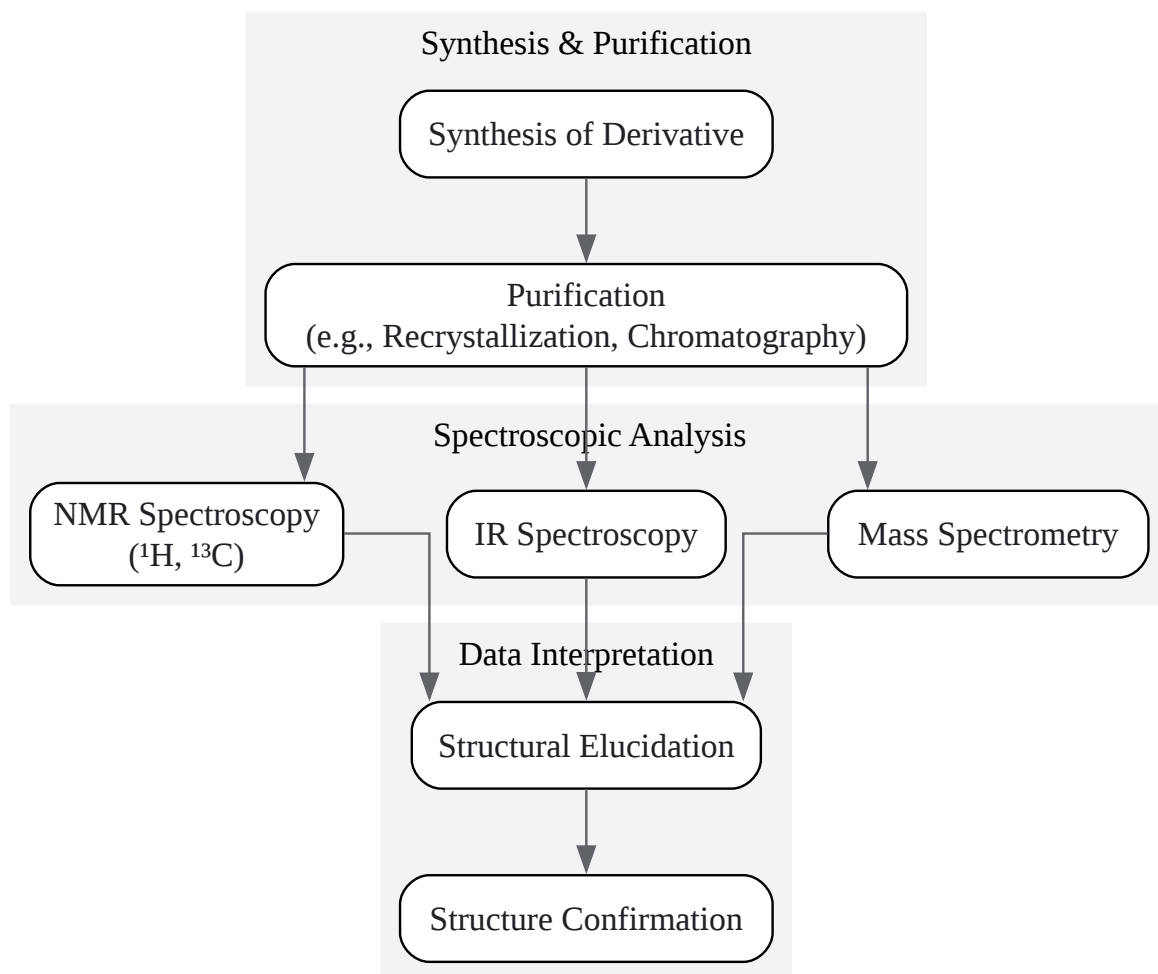 Synthesis & Purification
Synthesis of Derivative
Purification
(e.g., Recrystallization, Chromatography)
Spectroscopic Analysis
NMR Spectroscopy
(¹H, ¹³C)
IR Spectroscopy
Mass Spectrometry
Data Interpretation
Structural Elucidation
Structure Confirmation